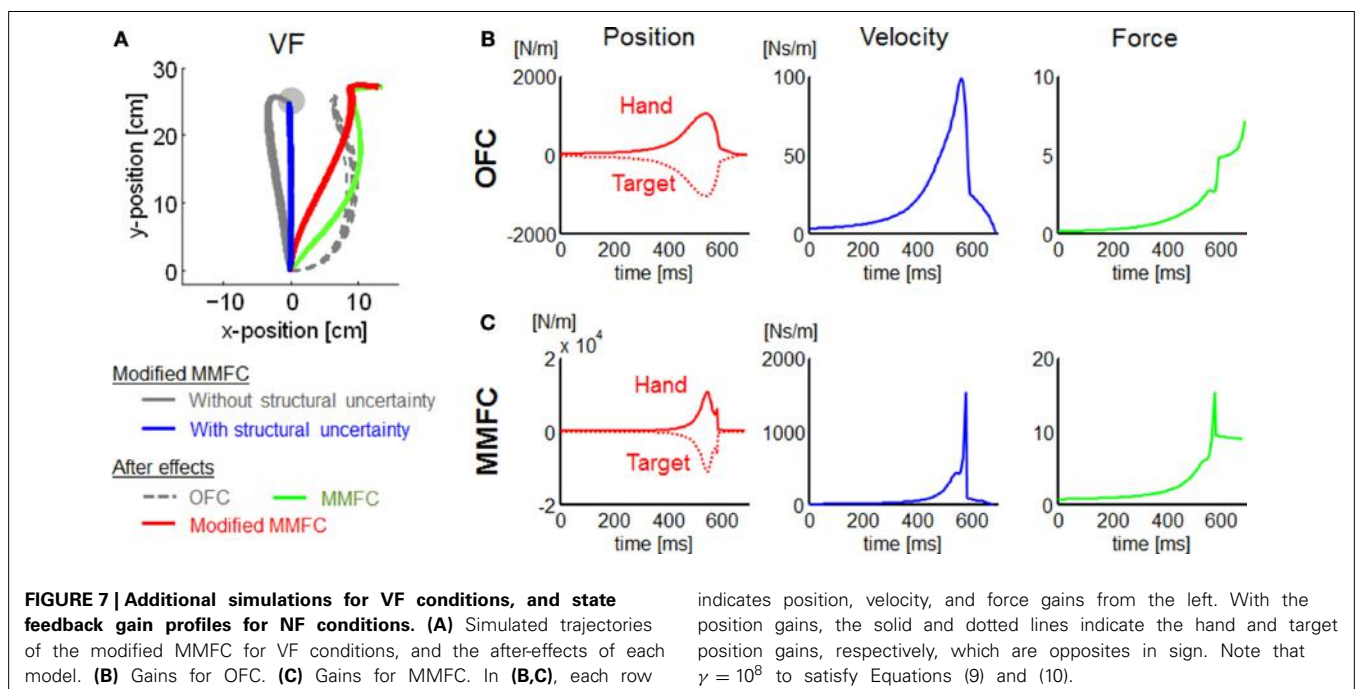 A
VF
30
20
10
0
y-position [cm]
−10 0 10
x-position [cm]
Modified MMFC
Without structural uncertainty
With structural uncertainty
After effects
OFC MMFC
Modified MMFC
B
Position
Velocity
Force
OFC
[N/m]
2000
0
-2000
Hand
Target
0 200 400 600
time [ms]
[Ns/m]
100
50
0
0 200 400 600
time [ms]
10
5
0
0 200 400 600
time [ms]
C
MMFC
[N/m]
x 10⁴
2
0
-2
Hand
Target
0 200 400 600
time [ms]
[Ns/m]
2000
1000
0
0 200 400 600
time [ms]
20
10
0
0 200 400 600
time [ms]
FIGURE 7 | Additional simulations for VF conditions, and state
feedback gain profiles for NF conditions. (A) Simulated trajectories
of the modified MMFC for VF conditions, and the after-effects of each
model. (B) Gains for OFC. (C) Gains for MMFC. In (B,C), each row
indicates position, velocity, and force gains from the left. With the
position gains, the solid and dotted lines indicate the hand and target
position gains, respectively, which are opposites in sign. Note that
γ = 10⁸ to satisfy Equations (9) and (10).